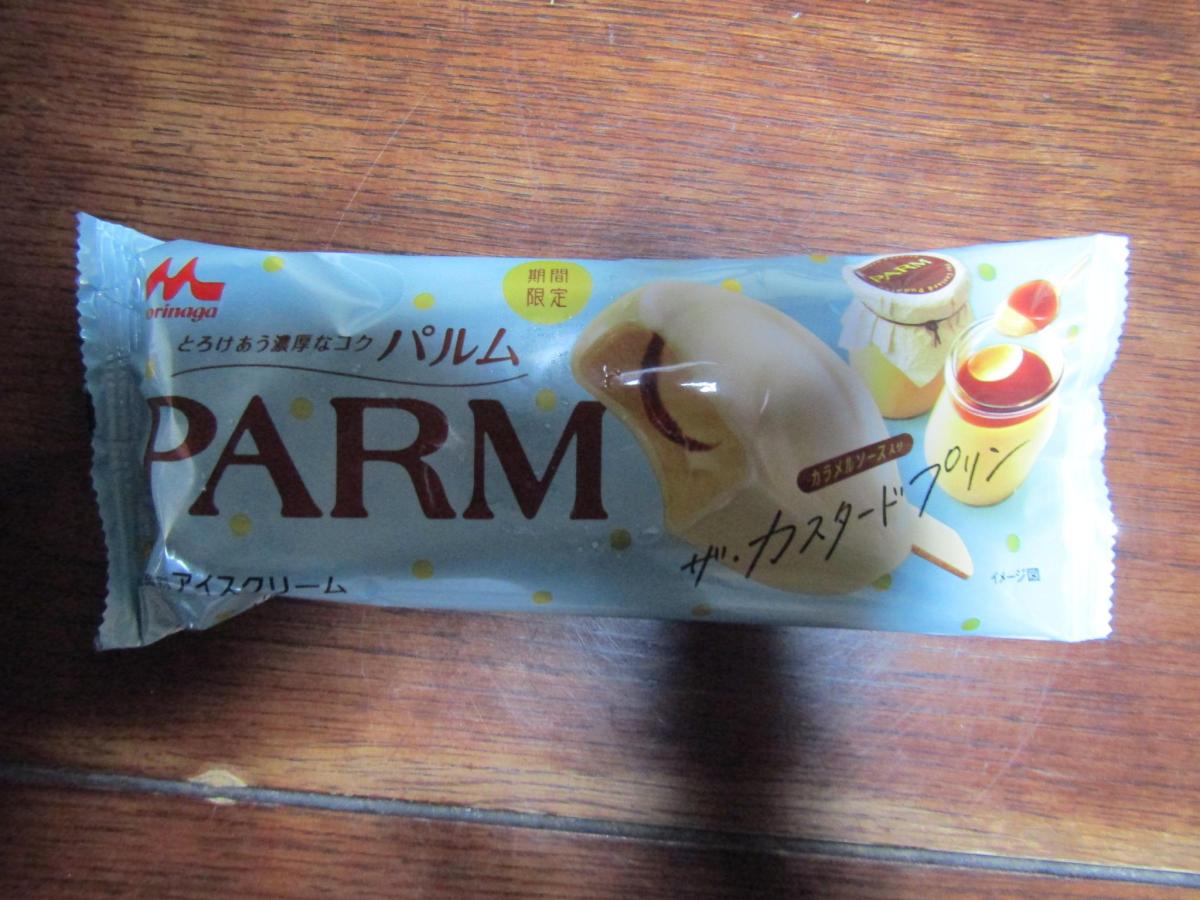 orinaga
期間
限定
とろけあう濃厚なコク パルム
PARM
PARM
カラメルソース入り
ザ・カスタードプリン
アイスクリーム
イメージ図